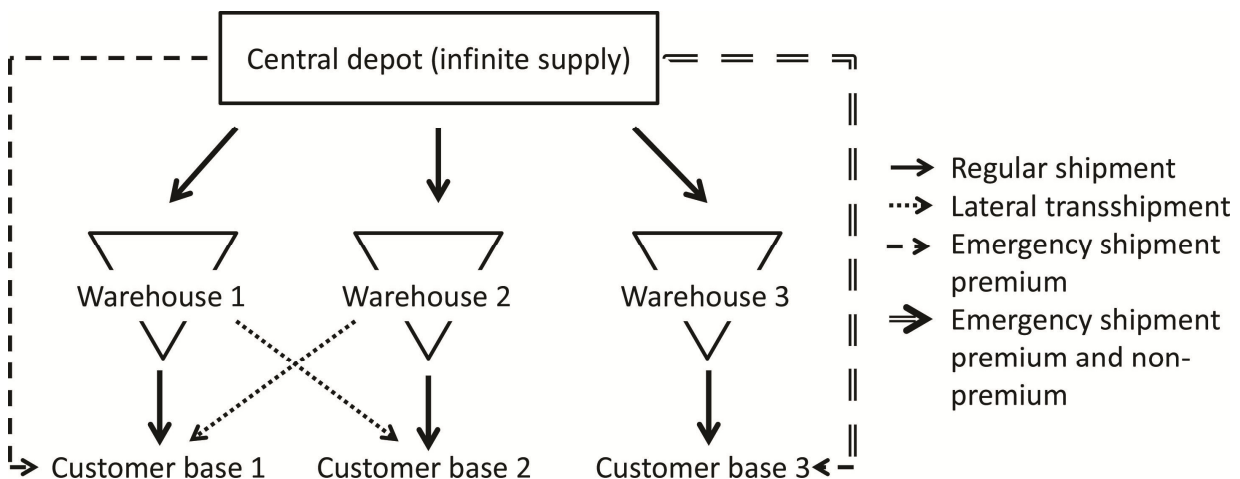 Central depot (infinite supply)
Regular shipment
Lateral transshipment
Emergency shipment
premium
Emergency shipment
premium and non-
premium
Warehouse 1
Warehouse 2
Warehouse 3
Customer base 1
Customer base 2
Customer base 3